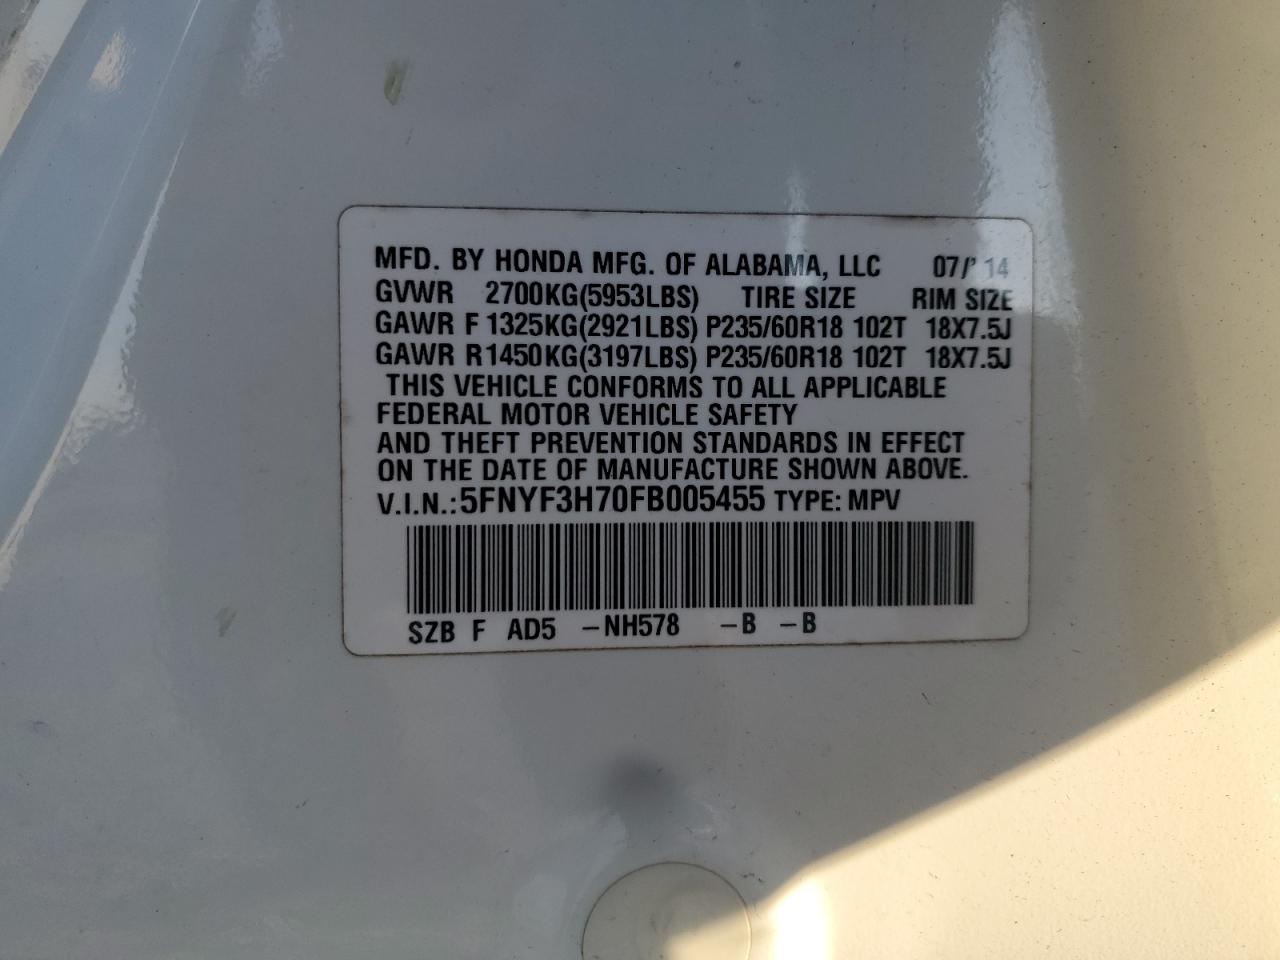 MFD. BY HONDA MFG. OF ALABAMA, LLC 07/'14
GVWR 2700KG(5953LBS) TIRE SIZE RIM SIZE
GAWR F 1325KG(2921LBS) P235/60R18 102T 18X7.5J
GAWR R1450KG(3197LBS) P235/60R18 102T 18X7.5J
THIS VEHICLE CONFORMS TO ALL APPLICABLE
FEDERAL MOTOR VEHICLE SAFETY
AND THEFT PREVENTION STANDARDS IN EFFECT
ON THE DATE OF MANUFACTURE SHOWN ABOVE.
V.I.N.:5FNYF3H70FB005455 TYPE: MPV
SZB F AD5 –NH578 –B –B